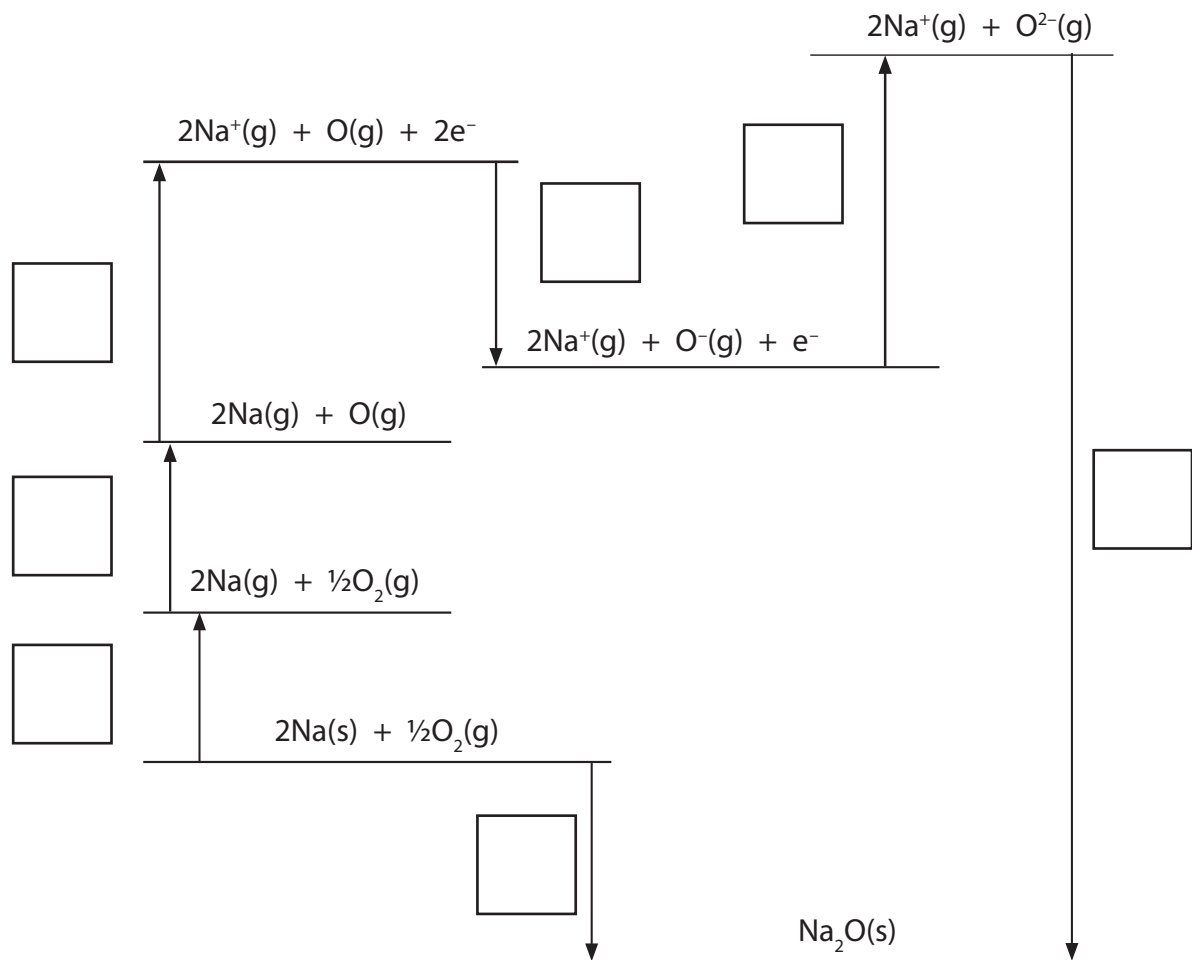 2Na⁺(g) + O²⁻(g)
2Na⁺(g) + O(g) + 2e⁻
2Na⁺(g) + O⁻(g) + e⁻
2Na(g) + O(g)
2Na(g) + ½O₂(g)
2Na(s) + ½O₂(g)
Na₂O(s)